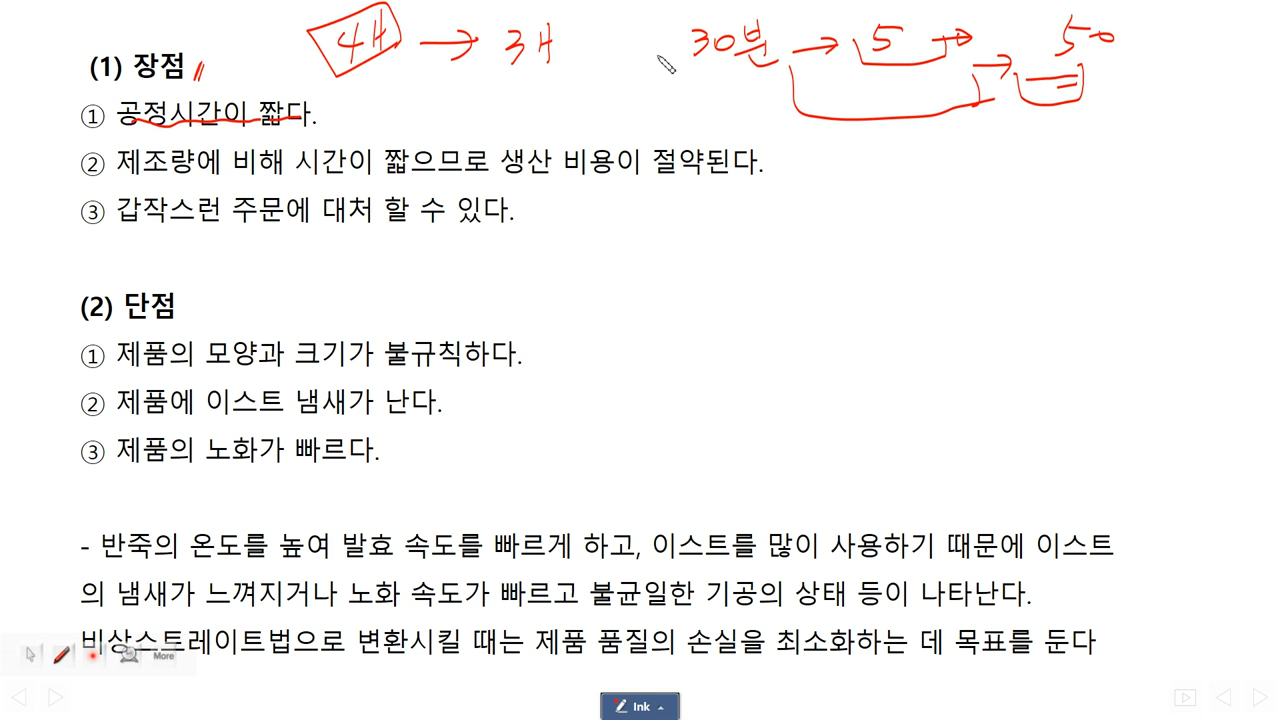 4H → 3H
30분 → 5 → → 50
(1) 장점
① 공정시간이 짧다.
② 제조량에 비해 시간이 짧으므로 생산 비용이 절약된다.
③ 갑작스런 주문에 대처 할 수 있다.
(2) 단점
① 제품의 모양과 크기가 불규칙하다.
② 제품에 이스트 냄새가 난다.
③ 제품의 노화가 빠르다.
- 반죽의 온도를 높여 발효 속도를 빠르게 하고, 이스트를 많이 사용하기 때문에 이스트
의 냄새가 느껴지거나 노화 속도가 빠르고 불균일한 기공의 상태 등이 나타난다.
비상스트레이트법으로 변환시킬 때는 제품 품질의 손실을 최소화하는 데 목표를 둔다
More
Ink